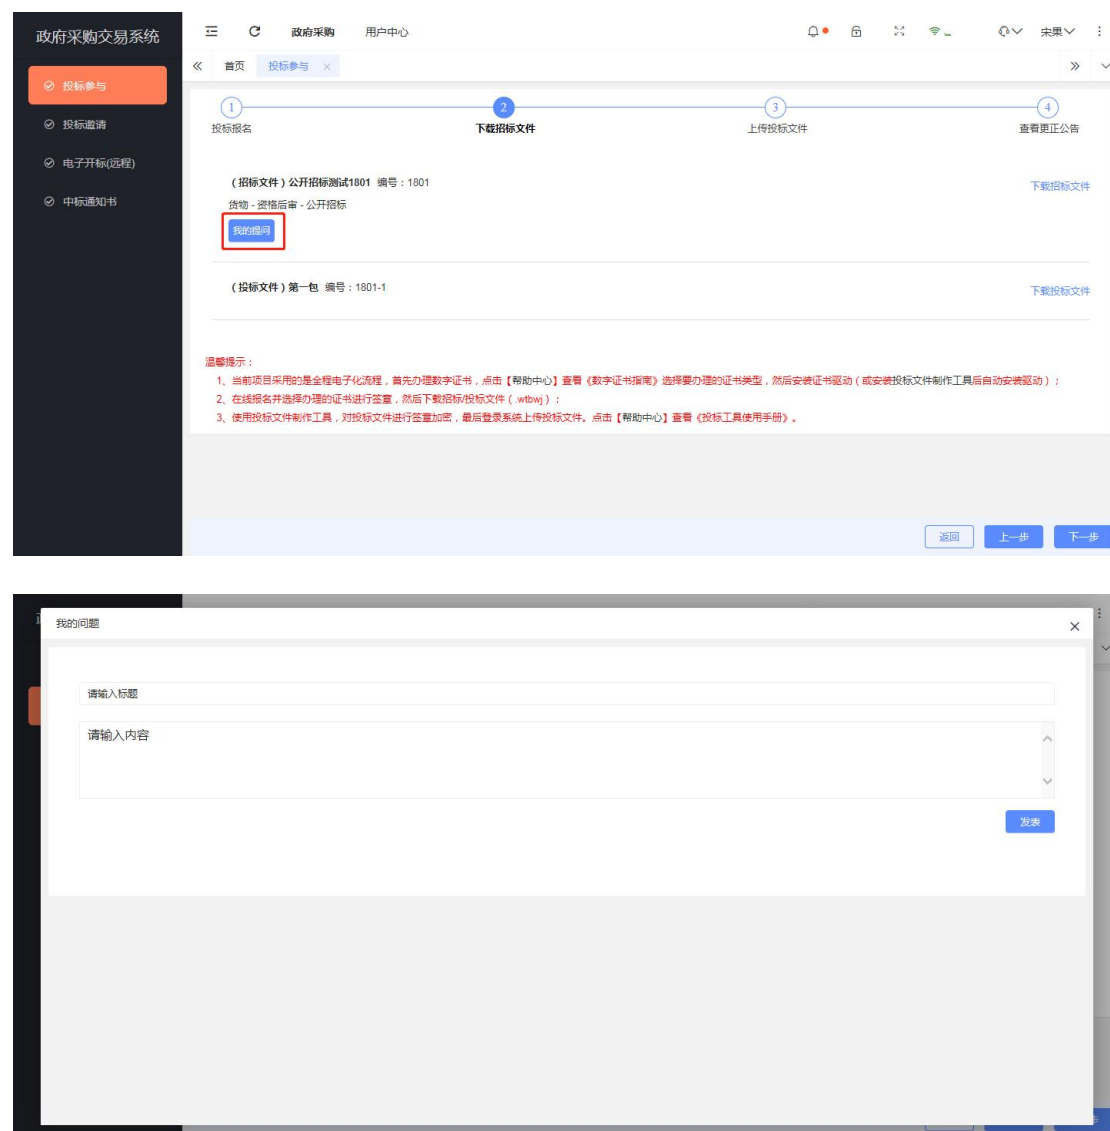 政府采购交易系统
政府采购 用户中心
宋果
首页 投标参与 ×
投标参与
投标邀请
电子开标(远程)
中标通知书
1 2 3 4
投标报名 下载招标文件 上传投标文件 查看更正公告
(招标文件)公开招标测试1801 编号:1801
下载招标文件
货物 - 资格后审 - 公开招标
我的提问
(投标文件)第一包 编号:1801-1
下载投标文件
温馨提示:
1、当前项目采用的是全程电子化流程,首先办理数字证书,点击【帮助中心】查看《数字证书指南》选择要办理的证书类型,然后安装证书驱动(或安装投标文件制作工具后自动安装驱动);
2、在线报名并选择办理的证书进行签章,然后下载招标/投标文件(.wtbwj);
3、使用投标文件制作工具,对投标文件进行签章加密,最后登录系统上传投标文件。点击【帮助中心】查看《投标工具使用手册》。
返回 上一步 下一步
我的问题
请输入标题
请输入内容
发表